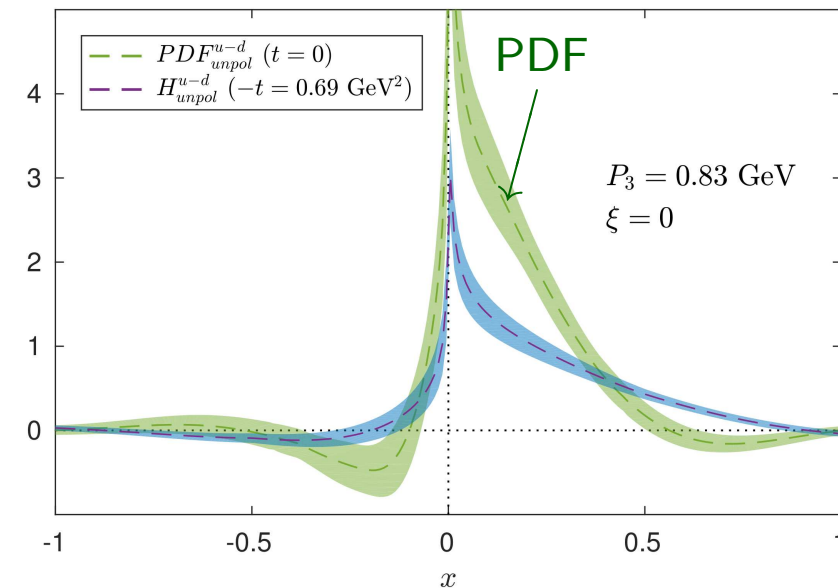 PDF^{u-d}_{unpol} (t = 0)
H^{u-d}_{unpol} (-t = 0.69 GeV^2)
PDF
P_3 = 0.83 GeV
ξ = 0
4
3
2
1
0
-1 -0.5 0 0.5 1
x